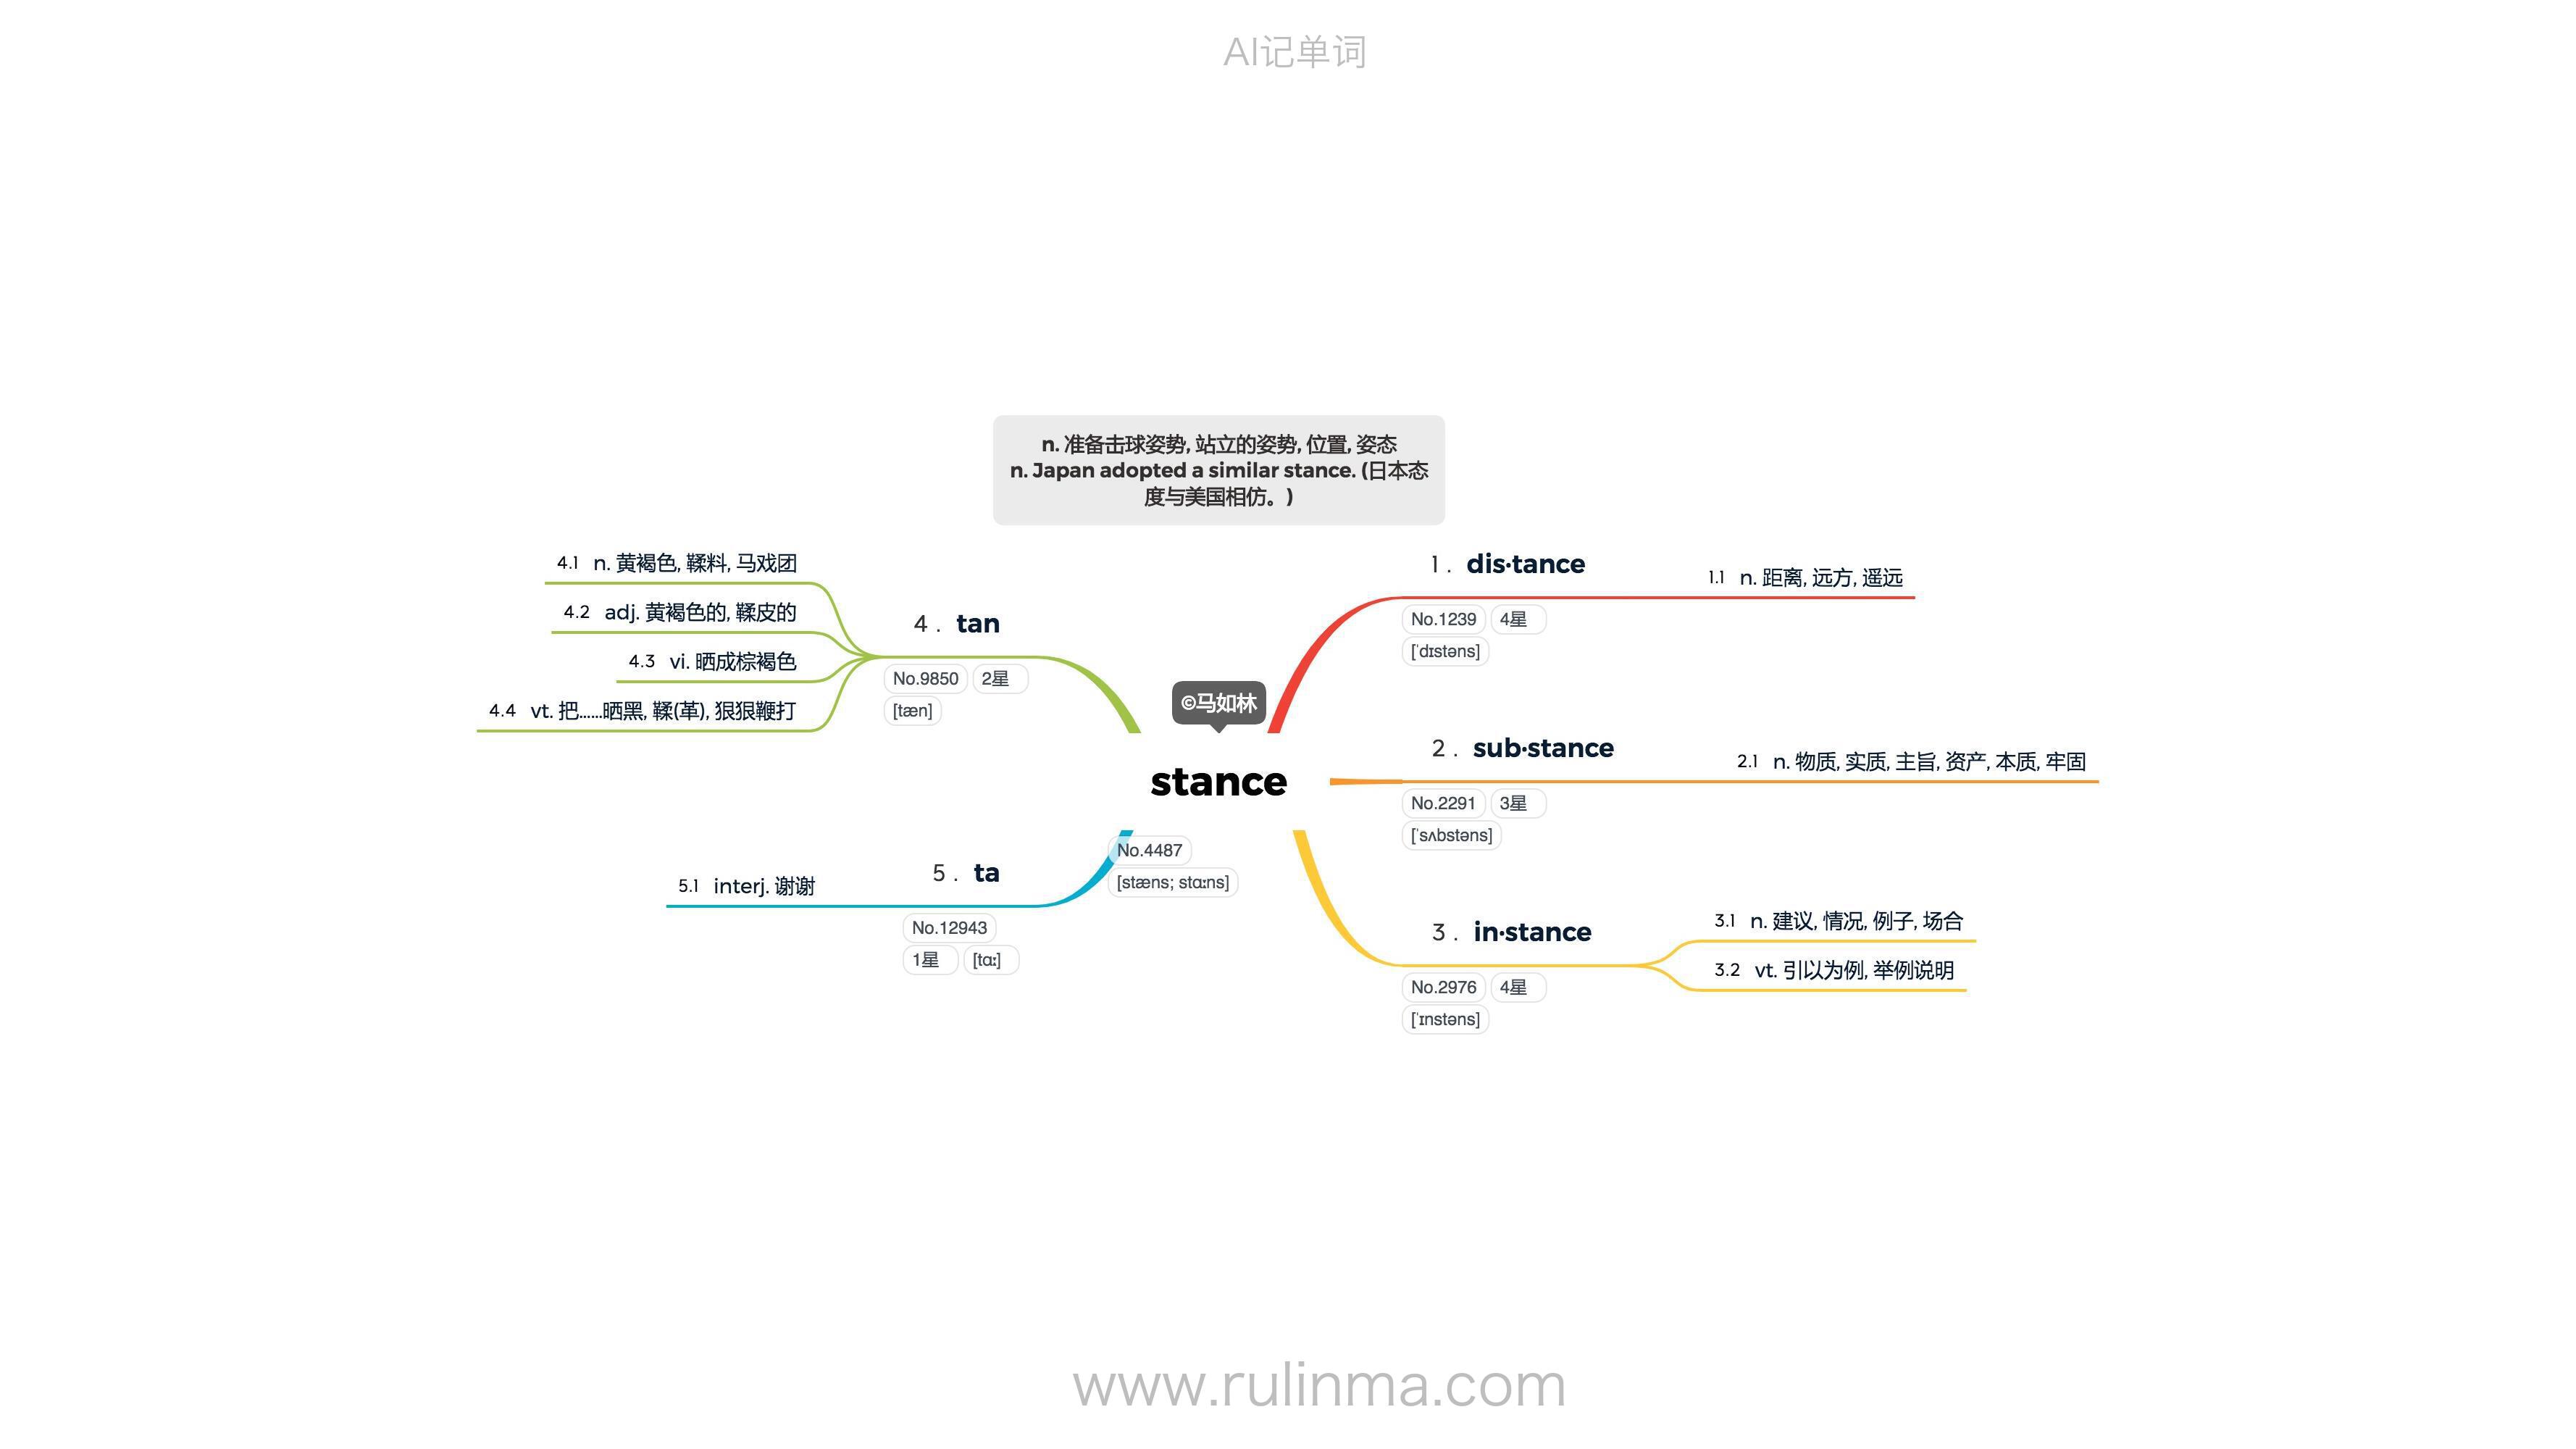 AI记单词
n. 准备击球姿势, 站立的姿势, 位置, 姿态
n. Japan adopted a similar stance. (日本态
度与美国相仿。)
©马如林
stance
No.4487
[stæns; stɑːns]
1 . dis·tance
No.1239 4星
[ˈdɪstəns]
1.1 n. 距离, 远方, 遥远
2 . sub·stance
No.2291 3星
[ˈsʌbstəns]
2.1 n. 物质, 实质, 主旨, 资产, 本质, 牢固
3 . in·stance
No.2976 4星
[ˈɪnstəns]
3.1 n. 建议, 情况, 例子, 场合
3.2 vt. 引以为例, 举例说明
4 . tan
No.9850 2星
[tæn]
4.1 n. 黄褐色, 鞣料, 马戏团
4.2 adj. 黄褐色的, 鞣皮的
4.3 vi. 晒成棕褐色
4.4 vt. 把……晒黑, 鞣(革), 狠狠鞭打
5 . ta
No.12943
1星 [tɑː]
5.1 interj. 谢谢
www.rulinma.com